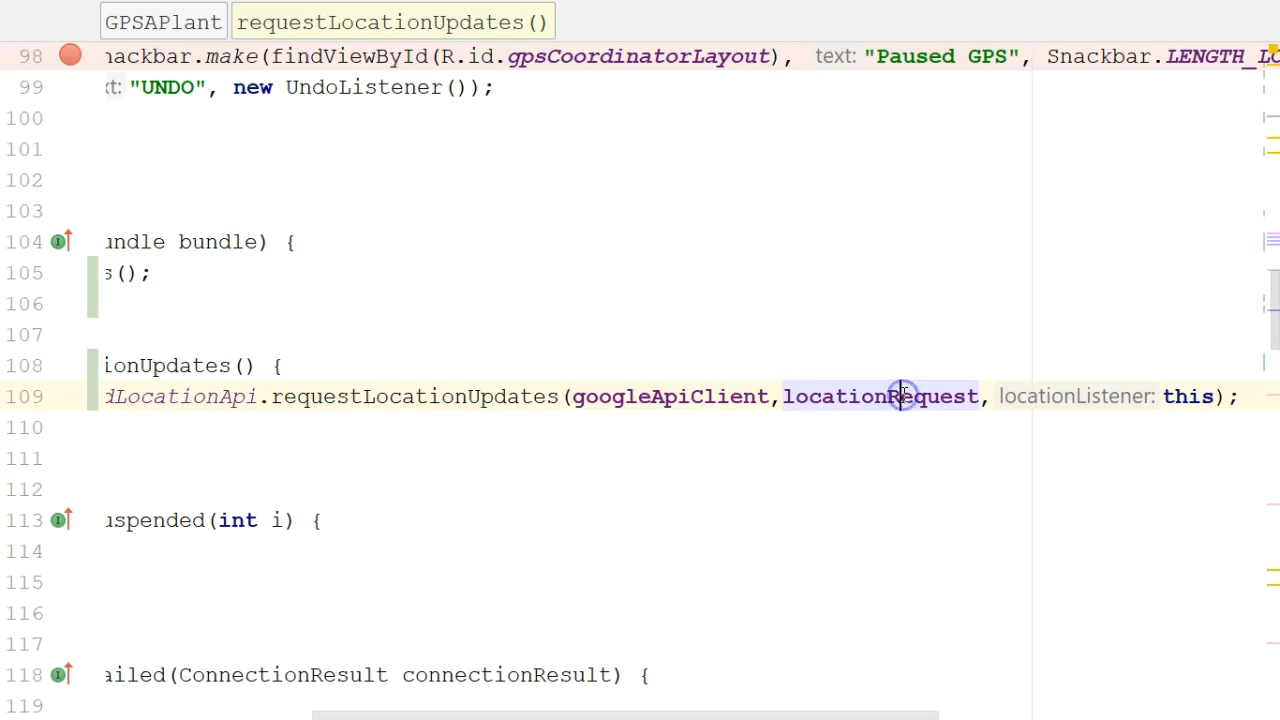 GPSAPlant requestLocationUpdates()
98 nackbar.make(findViewById(R.id.gpsCoordinatorLayout), text: "Paused GPS", Snackbar.LENGTH_LO
99 xt: "UNDO", new UndoListener());
100
101
102
103
104 undle bundle) {
105 s();
106
107
108 ionUpdates() {
109 dLocationApi.requestLocationUpdates(googleApiClient,locationRequest, locationListener: this);
110
111
112
113 uspended(int i) {
114
115
116
117
118 ailed(ConnectionResult connectionResult) {
119